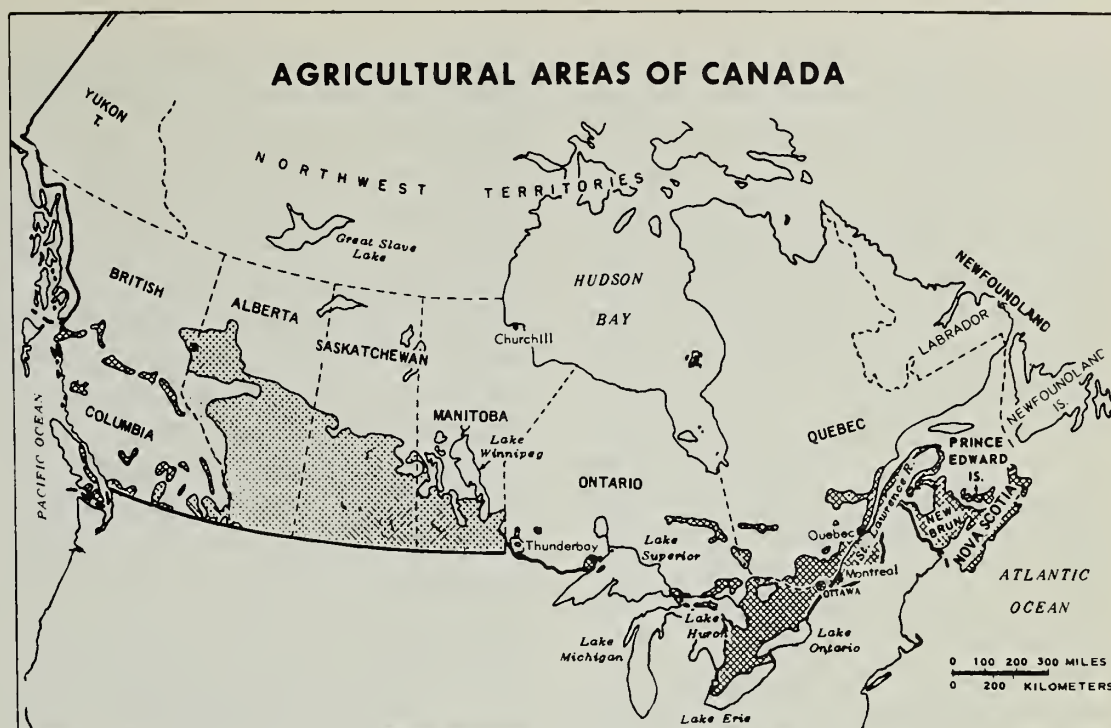 AGRICULTURAL AREAS OF CANADA
YUKON
T.
NORTHWEST
TERRITORIES
Great Slave
Lake
BRITISH
COLUMBIA
ALBERTA
SASKATCHEWAN
MANITOBA
Lake
Winnipeg
Churchill
HUDSON
BAY
NEWFOUNDLAND
LABRADOR
NEWFOUNDLAND
IS.
QUEBEC
PRINCE
EDWARD
IS.
ONTARIO
PACIFIC OCEAN
Thunderbay
Lake
Superior
Quebec
St. Lawrence R.
NEW
BRUN.
NOVA SCOTIA
Montreal
OTTAWA
ATLANTIC
OCEAN
Lake
Huron
Lake
Michigan
Lake
Ontario
Lake Erie
0 100 200 300 MILES
0 200 KILOMETERS